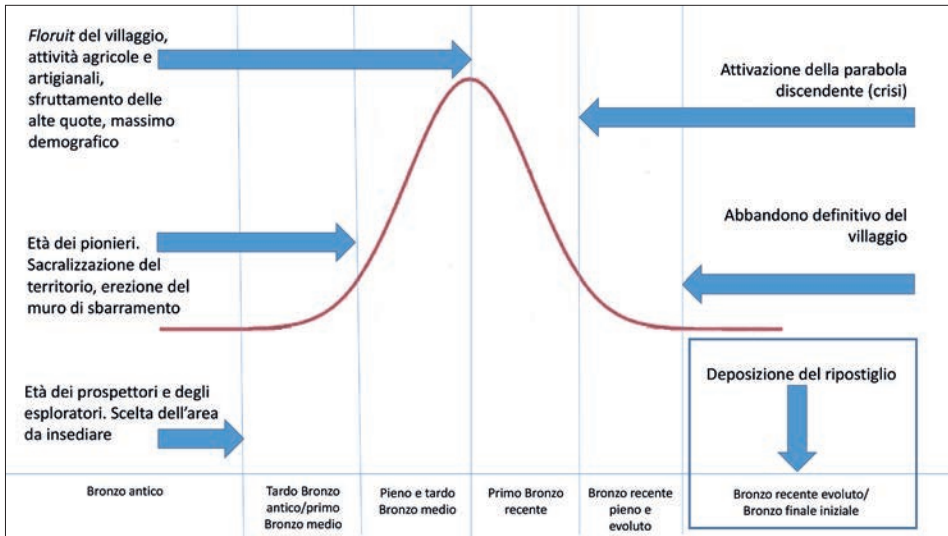 Floruit del villaggio,
attività agricole e
artigianali,
sfruttamento delle
alte quote, massimo
demografico
Attivazione della parabola
discendente (crisi)
Età dei pionieri.
Sacralizzazione del
territorio, erezione del
muro di sbarramento
Abbandono definitivo del
villaggio
Età dei prospettori e degli
esploratori. Scelta dell'area
da insediare
Deposizione del ripostiglio
Bronzo antico
Tardo Bronzo
antico/primo
Bronzo medio
Pieno e tardo
Bronzo medio
Primo Bronzo
recente
Bronzo recente
pieno e
evoluto
Bronzo recente evoluto/
Bronzo finale iniziale